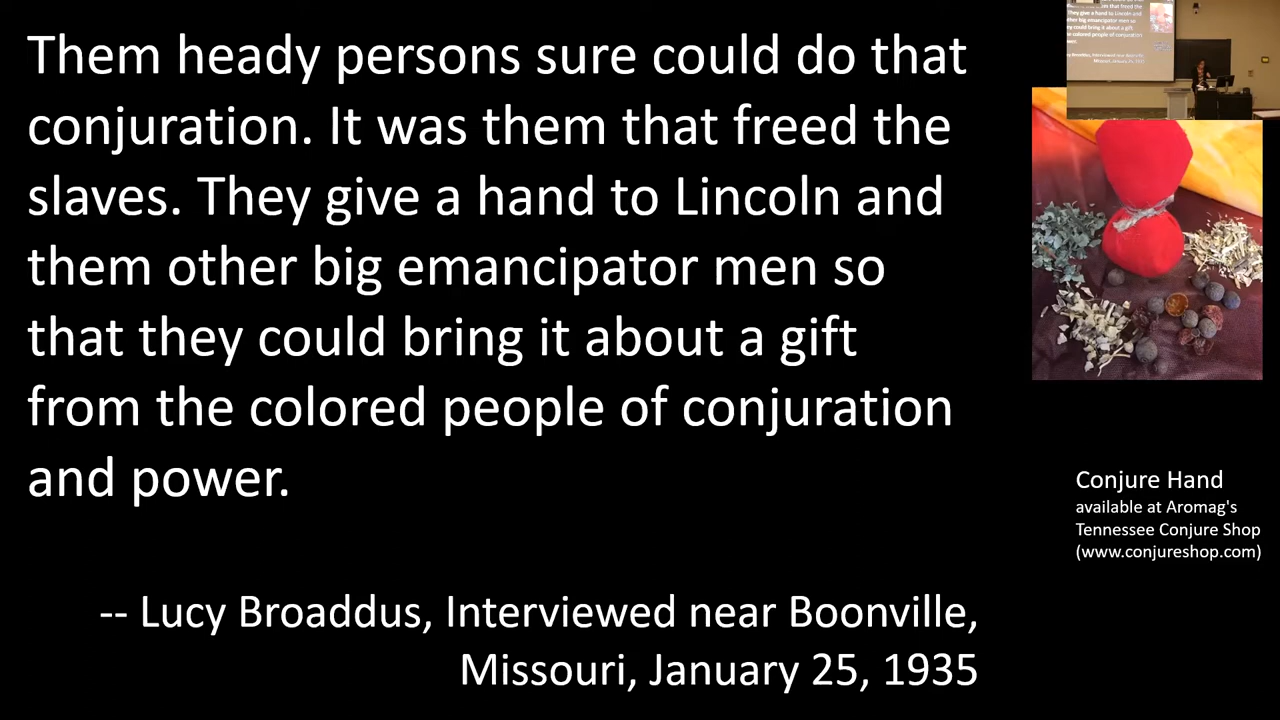 Them heady persons sure could do that
conjuration. It was them that freed the
slaves. They give a hand to Lincoln and
them other big emancipator men so
that they could bring it about a gift
from the colored people of conjuration
and power.
-- Lucy Broaddus, Interviewed near Boonville,
Missouri, January 25, 1935
Conjure Hand
available at Aromag's
Tennessee Conjure Shop
(www.conjureshop.com)